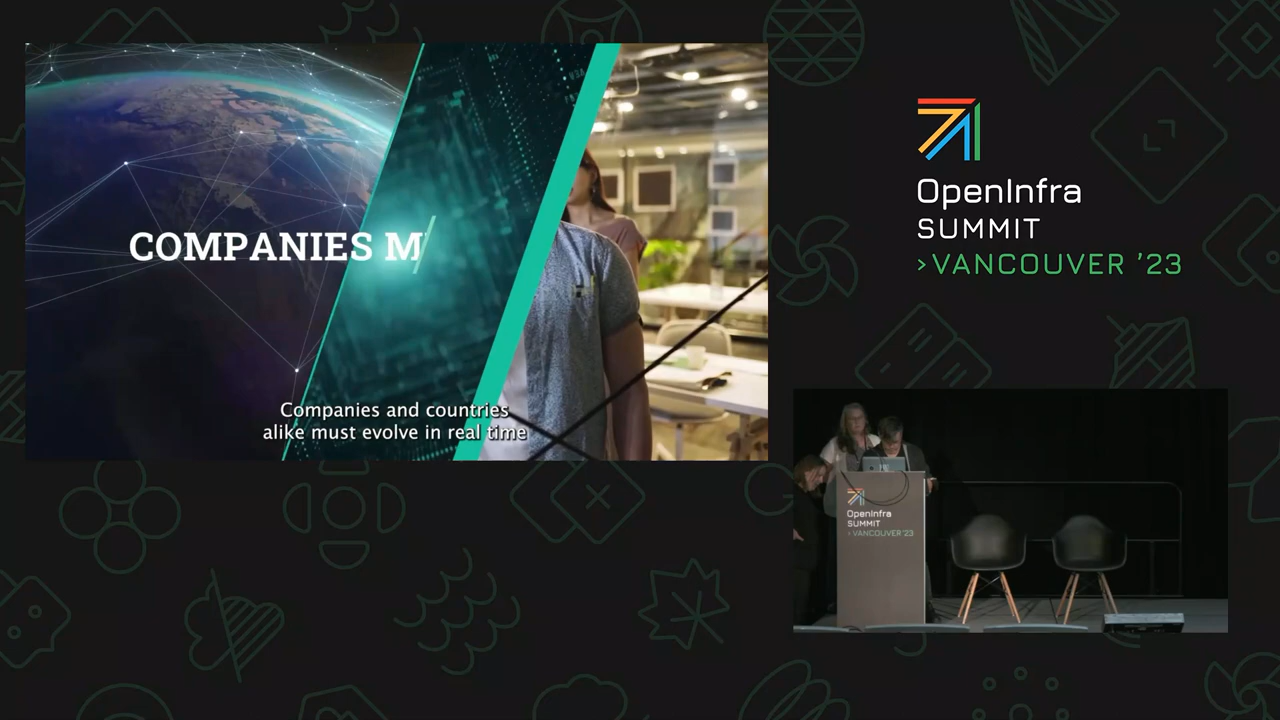 COMPANIES M
Companies and countries
alike must evolve in real time
OpenInfra
SUMMIT
>VANCOUVER '23
OpenInfra
SUMMIT
>VANCOUVER '23